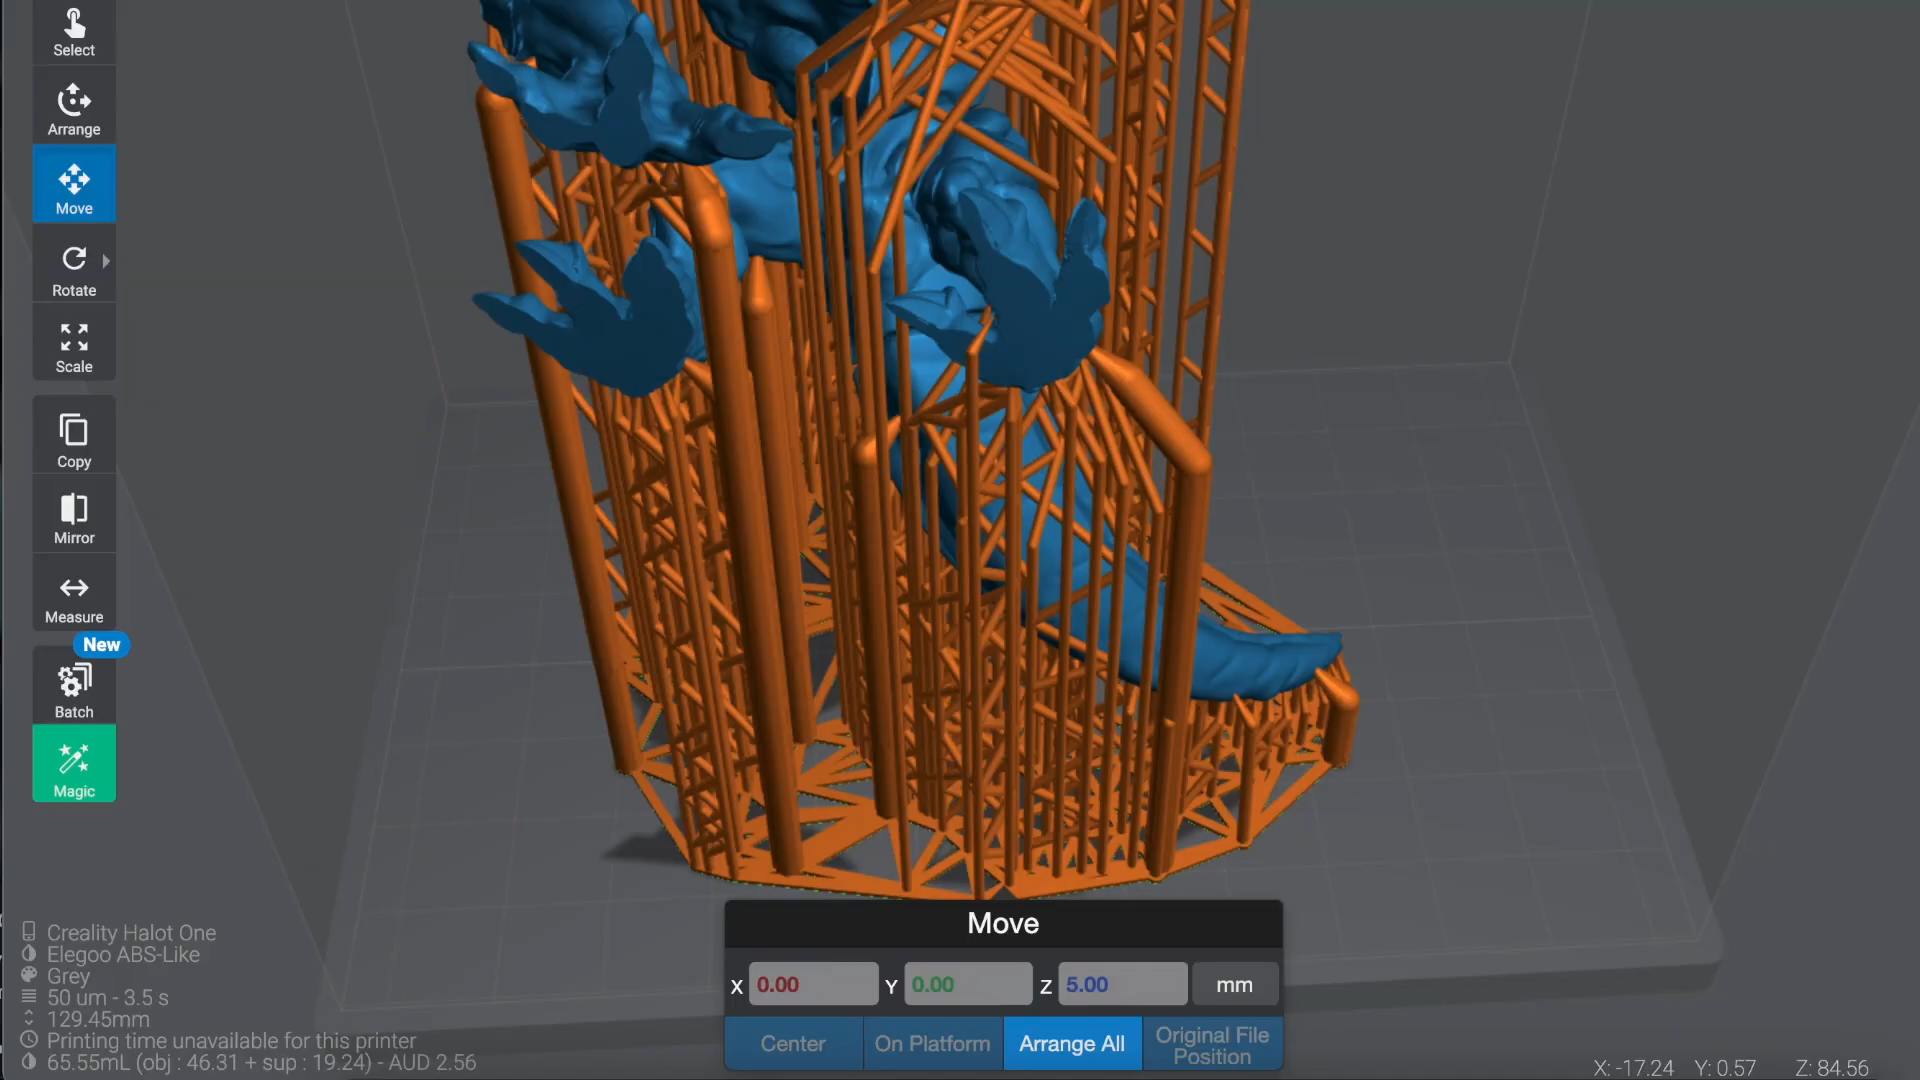 Select
Arrange
Move
Rotate
Scale
Copy
Mirror
Measure
New
Batch
Magic
Creality Halot One
Elegoo ABS-Like
Grey
50 um - 3.5 s
129.45mm
Printing time unavailable for this printer
65.55mL (obj : 46.31 + sup : 19.24) - AUD 2.56
Move
X 0.00 Y 0.00 Z 5.00 mm
Center On Platform Arrange All Original File Position
X: -17.24 Y: 0.57 Z: 84.56